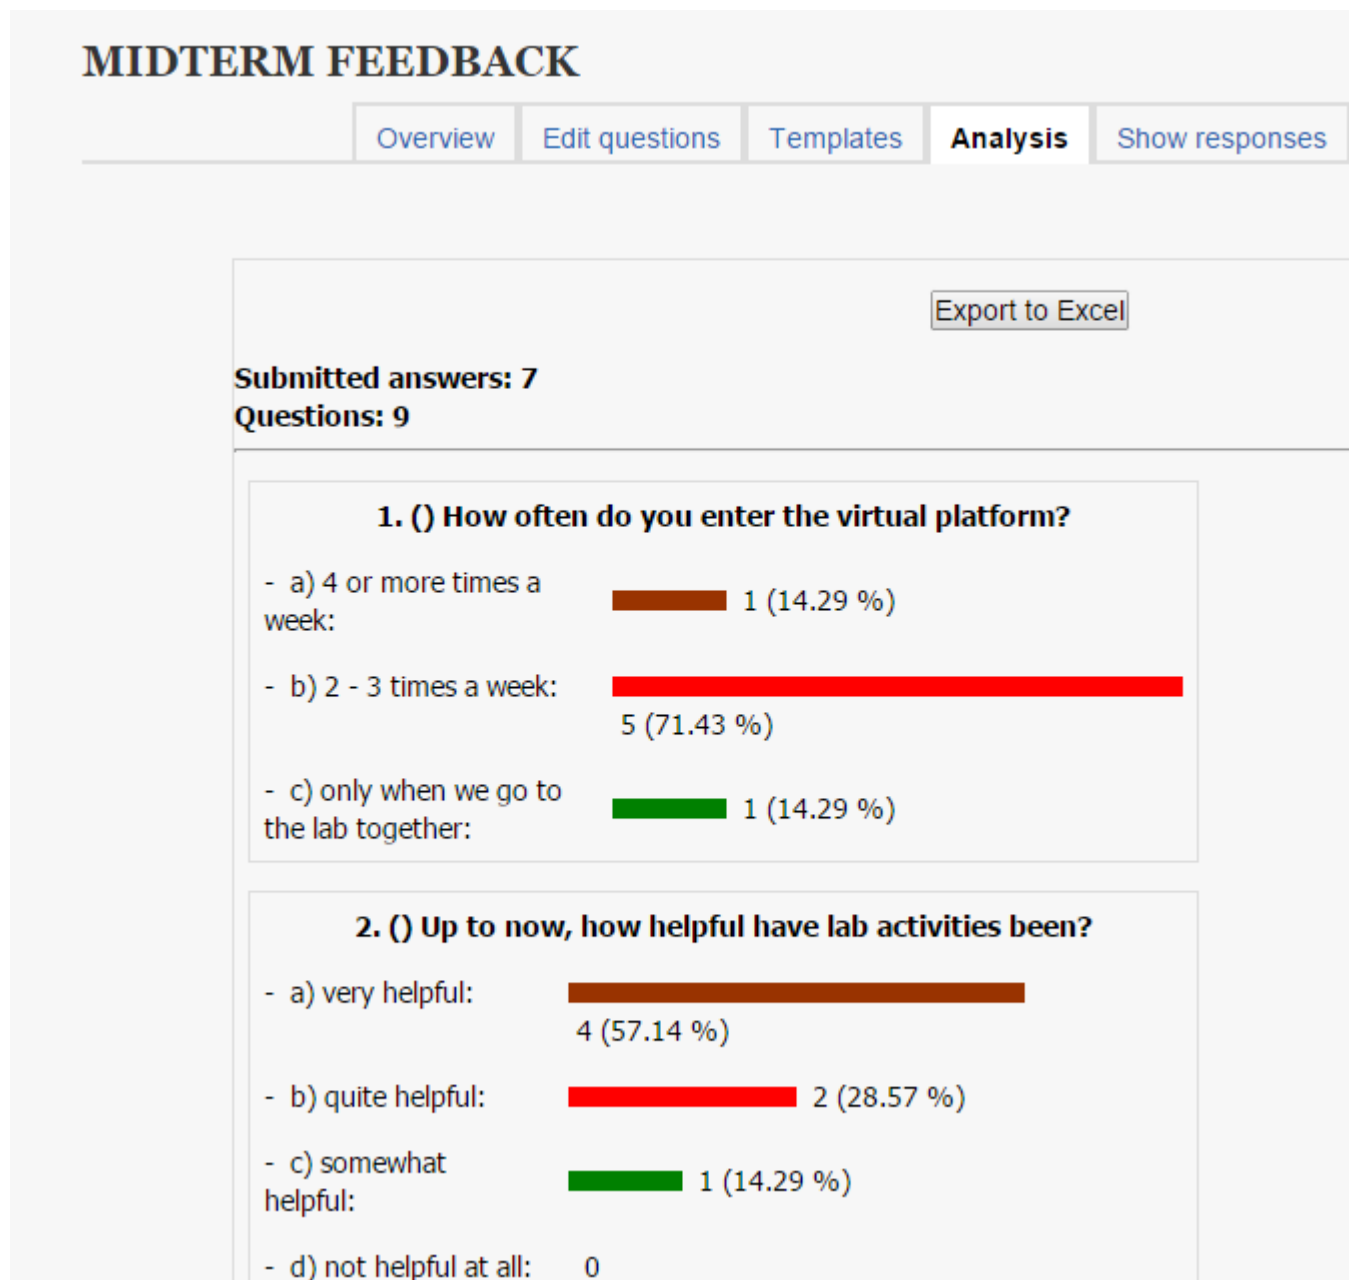 MIDTERM FEEDBACK
Overview Edit questions Templates Analysis Show responses
Export to Excel
Submitted answers: 7
Questions: 9
1. () How often do you enter the virtual platform?
- a) 4 or more times a
week:
1 (14.29 %)
- b) 2 - 3 times a week:
5 (71.43 %)
- c) only when we go to
the lab together:
1 (14.29 %)
2. () Up to now, how helpful have lab activities been?
- a) very helpful:
4 (57.14 %)
- b) quite helpful: 2 (28.57 %)
- c) somewhat
helpful:
1 (14.29 %)
- d) not helpful at all: 0